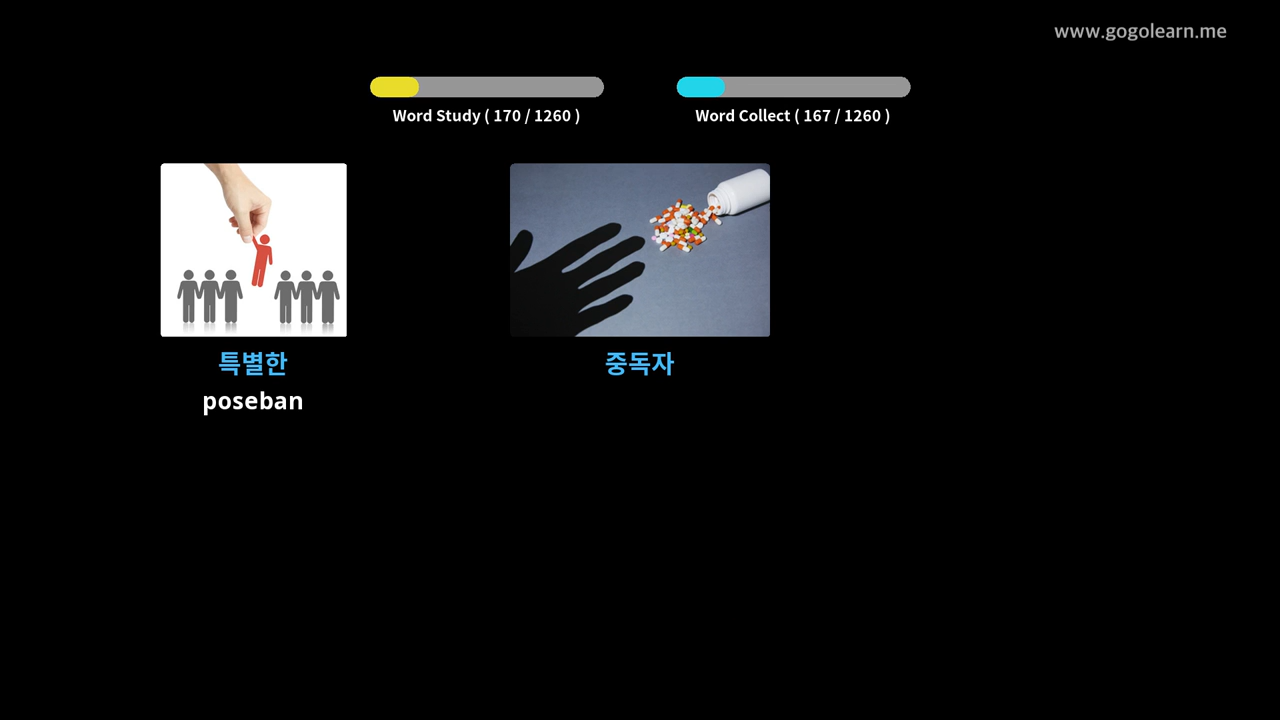 www.gogolearn.me
Word Study ( 170 / 1260 )
Word Collect ( 167 / 1260 )
특별한
poseban
중독자